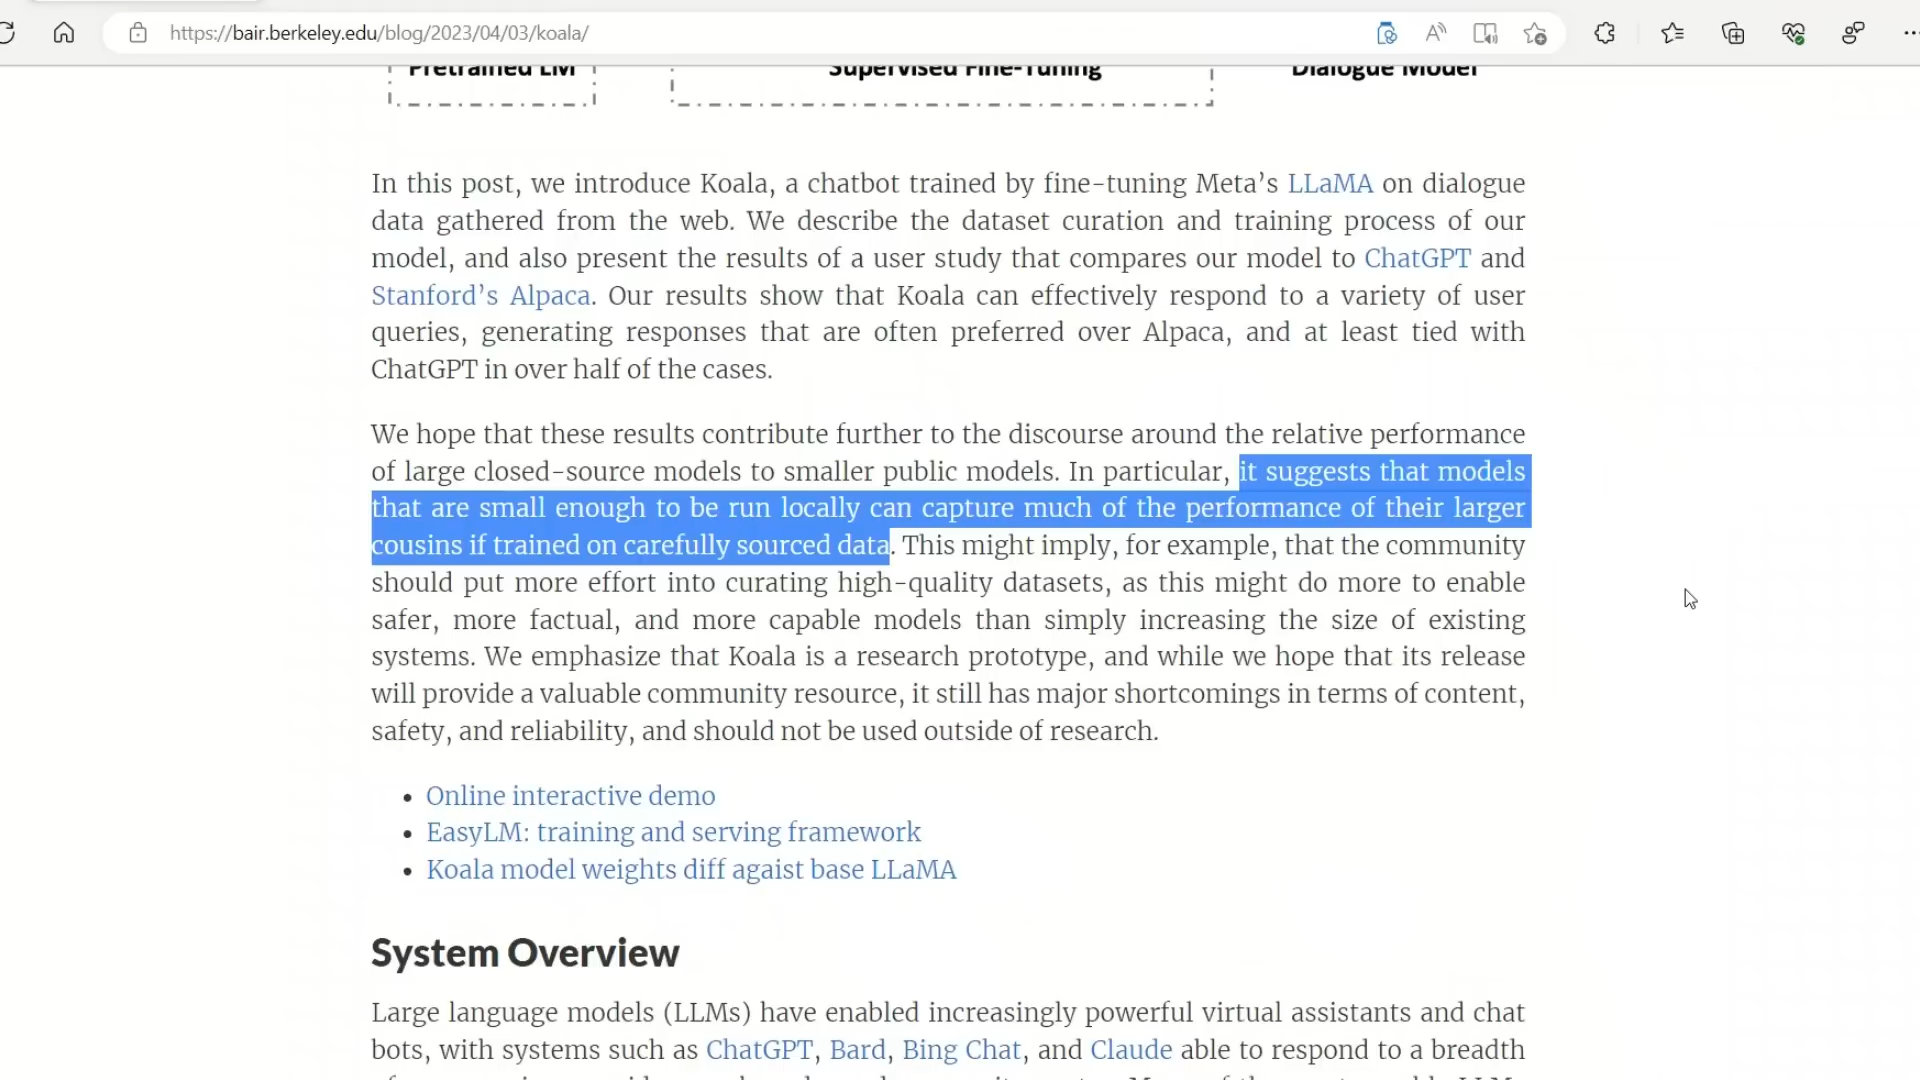 https://bair.berkeley.edu/blog/2023/04/03/koala/
Pretrained LM Supervised Fine-Tuning Dialogue Model
In this post, we introduce Koala, a chatbot trained by fine-tuning Meta’s LLaMA on dialogue
data gathered from the web. We describe the dataset curation and training process of our
model, and also present the results of a user study that compares our model to ChatGPT and
Stanford’s Alpaca. Our results show that Koala can effectively respond to a variety of user
queries, generating responses that are often preferred over Alpaca, and at least tied with
ChatGPT in over half of the cases.
We hope that these results contribute further to the discourse around the relative performance
of large closed-source models to smaller public models. In particular, it suggests that models
that are small enough to be run locally can capture much of the performance of their larger
cousins if trained on carefully sourced data. This might imply, for example, that the community
should put more effort into curating high-quality datasets, as this might do more to enable
safer, more factual, and more capable models than simply increasing the size of existing
systems. We emphasize that Koala is a research prototype, and while we hope that its release
will provide a valuable community resource, it still has major shortcomings in terms of content,
safety, and reliability, and should not be used outside of research.
• Online interactive demo
• EasyLM: training and serving framework
• Koala model weights diff agaist base LLaMA
System Overview
Large language models (LLMs) have enabled increasingly powerful virtual assistants and chat
bots, with systems such as ChatGPT, Bard, Bing Chat, and Claude able to respond to a breadth